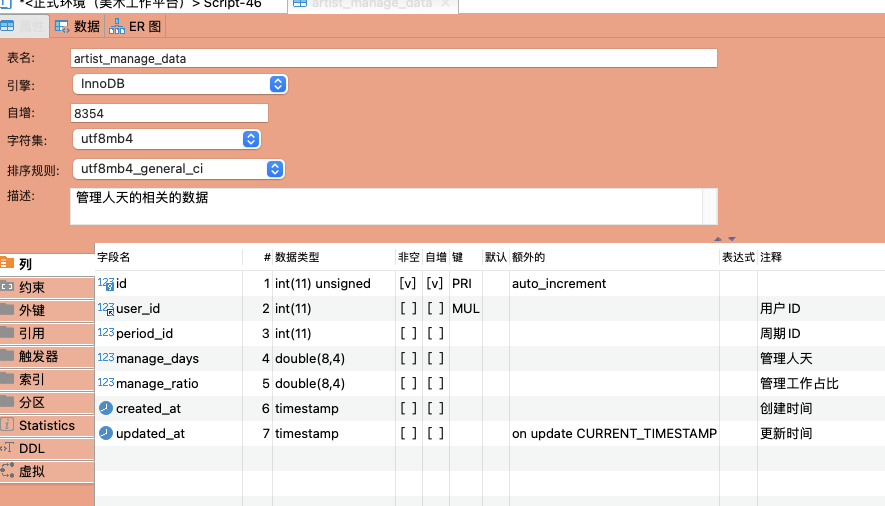 *<正式环境（美术工作平台）> Script-46 artist_manage_data
属性 数据 ER 图
表名: artist_manage_data
引擎: InnoDB
自增: 8354
字符集: utf8mb4
排序规则: utf8mb4_general_ci
描述: 管理人天的相关的数据
列
约束
外键
引用
触发器
索引
分区
Statistics
DDL
虚拟
字段名 # 数据类型 非空 自增 键 默认 额外的 表达式 注释
id 1 int(11) unsigned [v] [v] PRI auto_increment
user_id 2 int(11) [ ] [ ] MUL 用户ID
period_id 3 int(11) [ ] [ ] 周期ID
manage_days 4 double(8,4) [ ] [ ] 管理人天
manage_ratio 5 double(8,4) [ ] [ ] 管理工作占比
created_at 6 timestamp [ ] [ ] 创建时间
updated_at 7 timestamp [ ] [ ] on update CURRENT_TIMESTAMP 更新时间